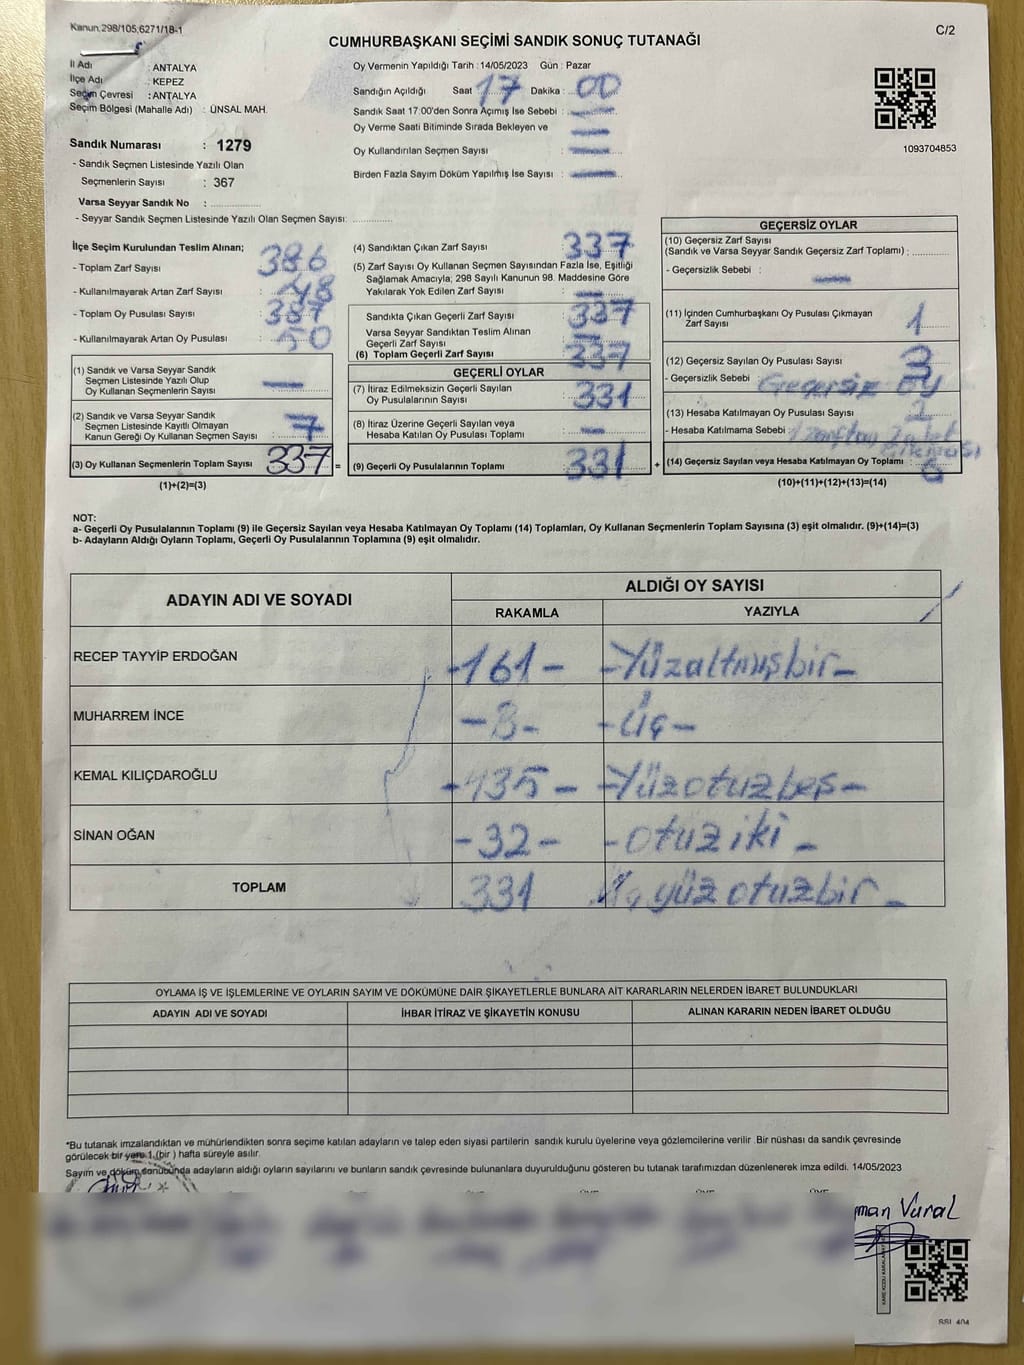 Kanun.298/105,6271/18-1
C/2
CUMHURBAŞKANI SEÇİMİ SANDIK SONUÇ TUTANAĞI
İl Adı : ANTALYA
İlçe Adı : KEPEZ
Seçim Çevresi : ANTALYA
Seçim Bölgesi (Mahalle Adı) : ÜNSAL MAH.
Oy Vermenin Yapıldığı Tarih : 14/05/2023 Gün : Pazar
Sandığın Açıldığı Saat 17 Dakika : 00
Sandık Saat 17.00'den Sonra Açımış İse Sebebi :
Oy Verme Saati Bitiminde Sırada Bekleyen ve
Oy Kullandırılan Seçmen Sayısı :
Birden Fazla Sayım Döküm Yapılmış İse Sayısı :
1093704853
Sandık Numarası : 1279
- Sandık Seçmen Listesinde Yazılı Olan
Seçmenlerin Sayısı : 367
Varsa Seyyar Sandık No :
- Seyyar Sandık Seçmen Listesinde Yazılı Olan Seçmen Sayısı:
İlçe Seçim Kurulundan Teslim Alınan;
- Toplam Zarf Sayısı : 386
- Kullanılmayarak Artan Zarf Sayısı : 48
- Toplam Oy Pusulası Sayısı : 387
- Kullanılmayarak Artan Oy Pusulası : 50
(1) Sandık ve Varsa Seyyar Sandık
Seçmen Listesinde Yazılı Olup
Oy Kullanan Seçmenlerin Sayısı :
(2) Sandık ve Varsa Seyyar Sandık
Seçmen Listesinde Kayıtlı Olmayan
Kanun Gereği Oy Kullanan Seçmen Sayısı : 7
(3) Oy Kullanan Seçmenlerin Toplam Sayısı 337 =
(1)+(2)=(3)
(4) Sandıktan Çıkan Zarf Sayısı : 337
(5) Zarf Sayısı Oy Kullanan Seçmen Sayısından Fazla İse, Eşitliği
Sağlamak Amacıyla; 298 Sayılı Kanunun 98. Maddesine Göre
Yakılarak Yok Edilen Zarf Sayısı :
Sandıkta Çıkan Geçerli Zarf Sayısı : 337
Varsa Seyyar Sandıktan Teslim Alınan
Geçerli Zarf Sayısı :
(6) Toplam Geçerli Zarf Sayısı : 337
GEÇERLİ OYLAR
(7) İtiraz Edilmeksizin Geçerli Sayılan
Oy Pusulalarının Sayısı : 331
(8) İtiraz Üzerine Geçerli Sayılan veya
Hesaba Katılan Oy Pusulası Toplamı :
(9) Geçerli Oy Pusulalarının Toplamı : 331 +
GEÇERSİZ OYLAR
(10) Geçersiz Zarf Sayısı
(Sandık ve Varsa Seyyar Sandık Geçersiz Zarf Toplamı) :
- Geçersizlik Sebebi :
(11) İçinden Cumhurbaşkanı Oy Pusulası Çıkmayan
Zarf Sayısı : 1
(12) Geçersiz Sayılan Oy Pusulası Sayısı : 3
- Geçersizlik Sebebi : Geçersiz oy
(13) Hesaba Katılmayan Oy Pusulası Sayısı : 2
- Hesaba Katılmama Sebebi :
(14) Geçersiz Sayılan veya Hesaba Katılmayan Oy Toplamı : 6
(10)+(11)+(12)+(13)=(14)
NOT:
a- Geçerli Oy Pusulalarının Toplamı (9) ile Geçersiz Sayılan veya Hesaba Katılmayan Oy Toplamı (14) Toplamları, Oy Kullanan Seçmenlerin Toplam Sayısına (3) eşit olmalıdır. (9)+(14)=(3)
b- Adayların Aldığı Oyların Toplamı, Geçerli Oy Pusulalarının Toplamına (9) eşit olmalıdır.
ADAYIN ADI VE SOYADI
ALDIĞI OY SAYISI
RAKAMLA YAZIYLA
RECEP TAYYİP ERDOĞAN -161- -Yüzaltmışbir-
MUHARREM İNCE -3- -Üç-
KEMAL KILIÇDAROĞLU -135- -Yüzotuzbeş-
SİNAN OĞAN -32- -otuziki-
TOPLAM 331 Üçyüzotuzbir-
OYLAMA İŞ VE İŞLEMLERİNE VE OYLARIN SAYIM VE DÖKÜMÜNE DAİR ŞİKAYETLERLE BUNLARA AİT KARARLARIN NELERDEN İBARET BULUNDUKLARI
ADAYIN ADI VE SOYADI İHBAR İTİRAZ VE ŞİKAYETİN KONUSU ALINAN KARARIN NEDEN İBARET OLDUĞU
*Bu tutanak imzalandıktan ve mühürlendikten sonra seçime katılan adayların ve talep eden siyasi partilerin sandık kurulu üyelerine veya gözlemcilerine verilir .Bir nüshası da sandık çevresinde
görülecek bir yere 1 (bir ) hafta süreyle asılır.
Sayım ve döküm sonubunda adayların aldığı oyların sayılarını ve bunların sandık çevresinde bulunanlara duyurulduğunu gösteren bu tutanak tarafımızdan düzenlenerek imza edildi. 14/05/2023
man Vural